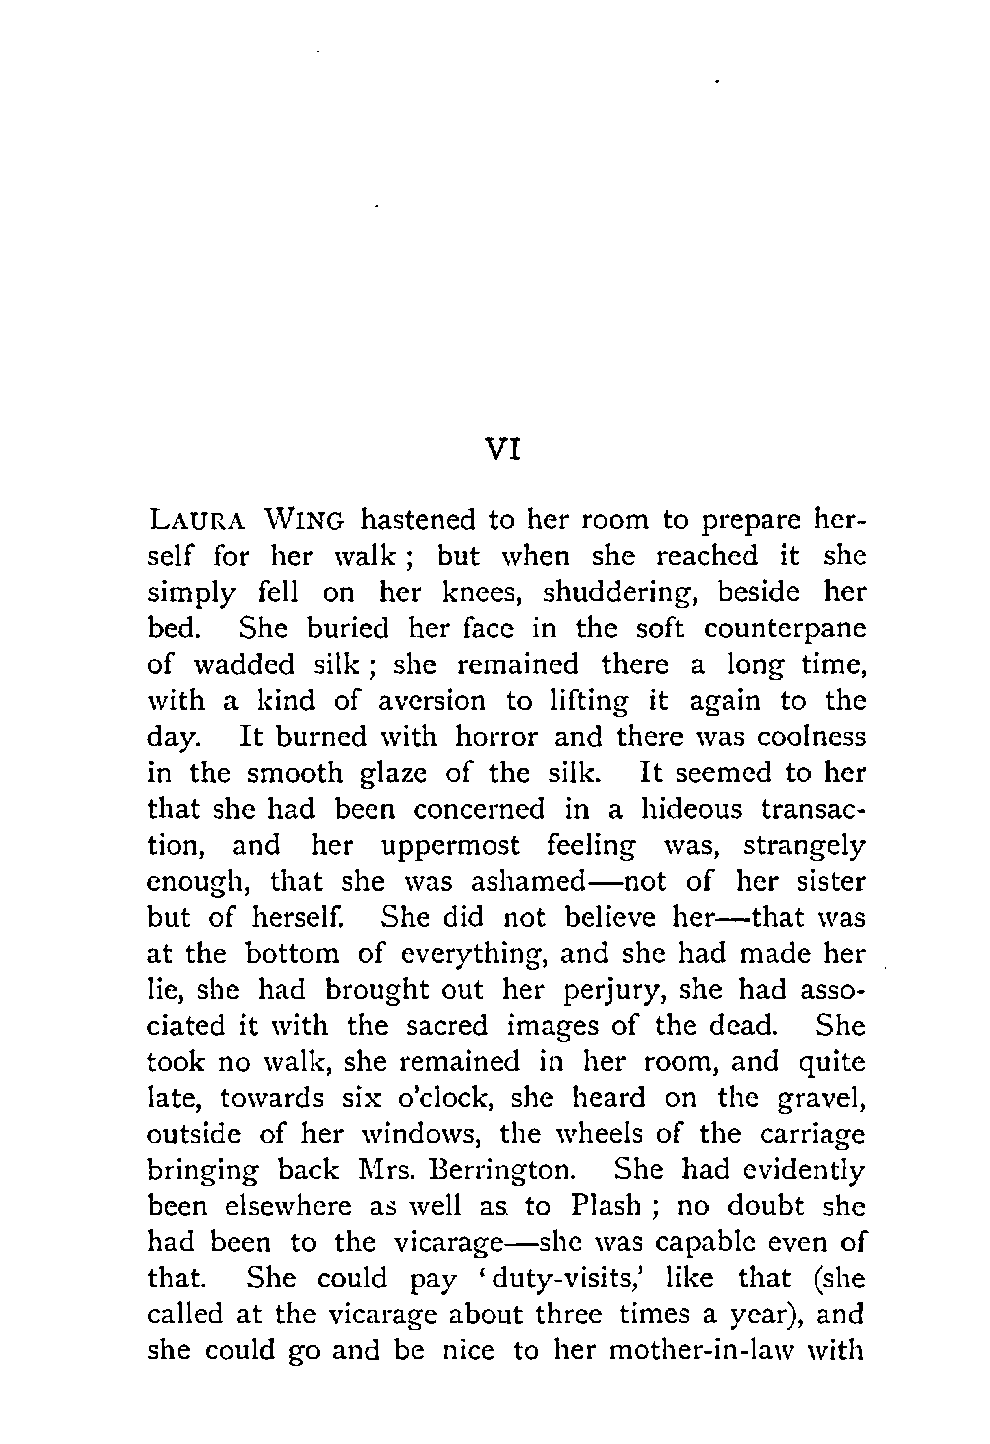 VI
LAURA WING hastened to her room to prepare her-
self for her walk ; but when she reached it she
simply fell on her knees, shuddering, beside her
bed. She buried her face in the soft counterpane
of wadded silk ; she remained there a long time,
with a kind of aversion to lifting it again to the
day. It burned with horror and there was coolness
in the smooth glaze of the silk. It seemed to her
that she had been concerned in a hideous transac-
tion, and her uppermost feeling was, strangely
enough, that she was ashamed—not of her sister
but of herself. She did not believe her—that was
at the bottom of everything, and she had made her
lie, she had brought out her perjury, she had asso-
ciated it with the sacred images of the dead. She
took no walk, she remained in her room, and quite
late, towards six o'clock, she heard on the gravel,
outside of her windows, the wheels of the carriage
bringing back Mrs. Berrington. She had evidently
been elsewhere as well as to Plash ; no doubt she
had been to the vicarage—she was capable even of
that. She could pay ‘duty-visits,’ like that (she
called at the vicarage about three times a year), and
she could go and be nice to her mother-in-law with